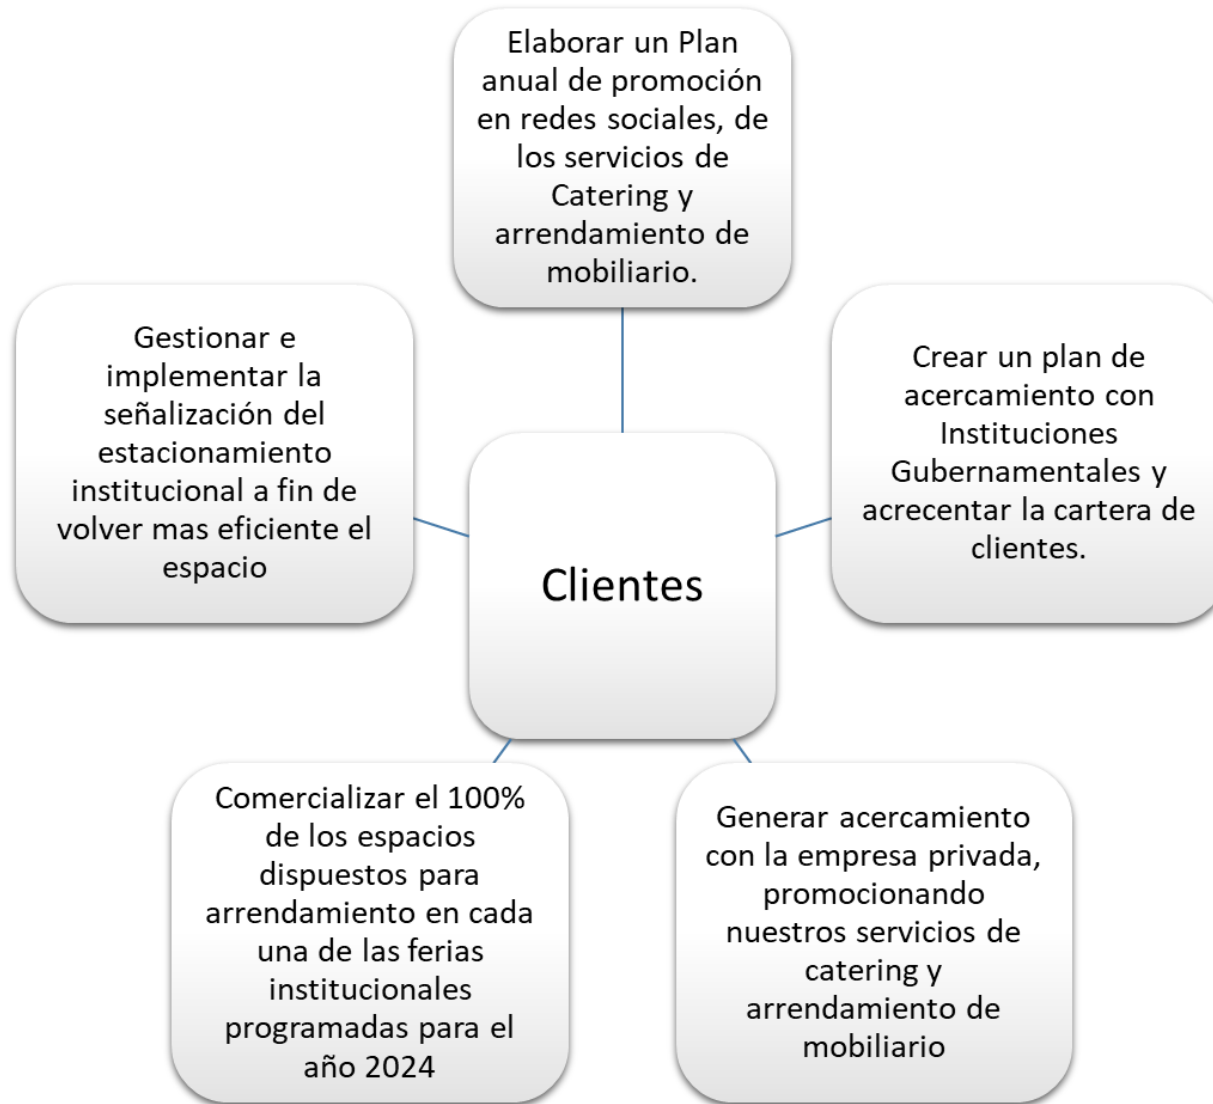 Elaborar un Plan
anual de promoción
en redes sociales, de
los servicios de
Catering y
arrendamiento de
mobiliario.
Gestionar e
implementar la
señalización del
estacionamiento
institucional a fin de
volver mas eficiente el
espacio
Crear un plan de
acercamiento con
Instituciones
Gubernamentales y
acrecentar la cartera de
clientes.
Clientes
Comercializar el 100%
de los espacios
dispuestos para
arrendamiento en cada
una de las ferias
institucionales
programadas para el
año 2024
Generar acercamiento
con la empresa privada,
promocionando
nuestros servicios de
catering y
arrendamiento de
mobiliario